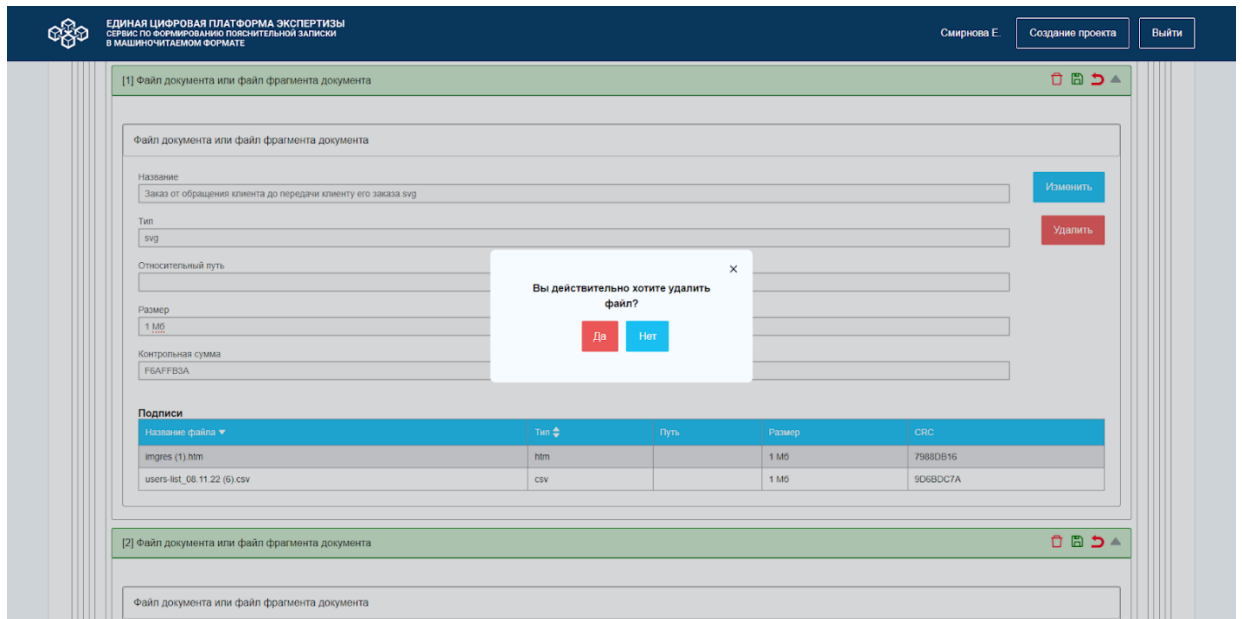 ЕДИНАЯ ЦИФРОВАЯ ПЛАТФОРМА ЭКСПЕРТИЗЫ
СЕРВИС ПО ФОРМИРОВАНИЮ ПОЯСНИТЕЛЬНОЙ ЗАПИСКИ
В МАШИНОЧИТАЕМОМ ФОРМАТЕ
Смирнова Е. Создание проекта Выйти
[1] Файл документа или файл фрагмента документа
Файл документа или файл фрагмента документа
Название
Заказ от обращения клиента до передачи клиенту его заказа.svg
Изменить
Тип
svg
Удалить
Относительный путь
Вы действительно хотите удалить
файл?
Да Нет
Размер
1 Мб
Контрольная сумма
F6AFFB3A
Подписи
Название файла Тип Путь Размер CRC
imgres (1).htm htm 1 Мб 7988DB16
users-list_08.11.22 (6).csv csv 1 Мб 9D6BDC7A
[2] Файл документа или файл фрагмента документа
Файл документа или файл фрагмента документа